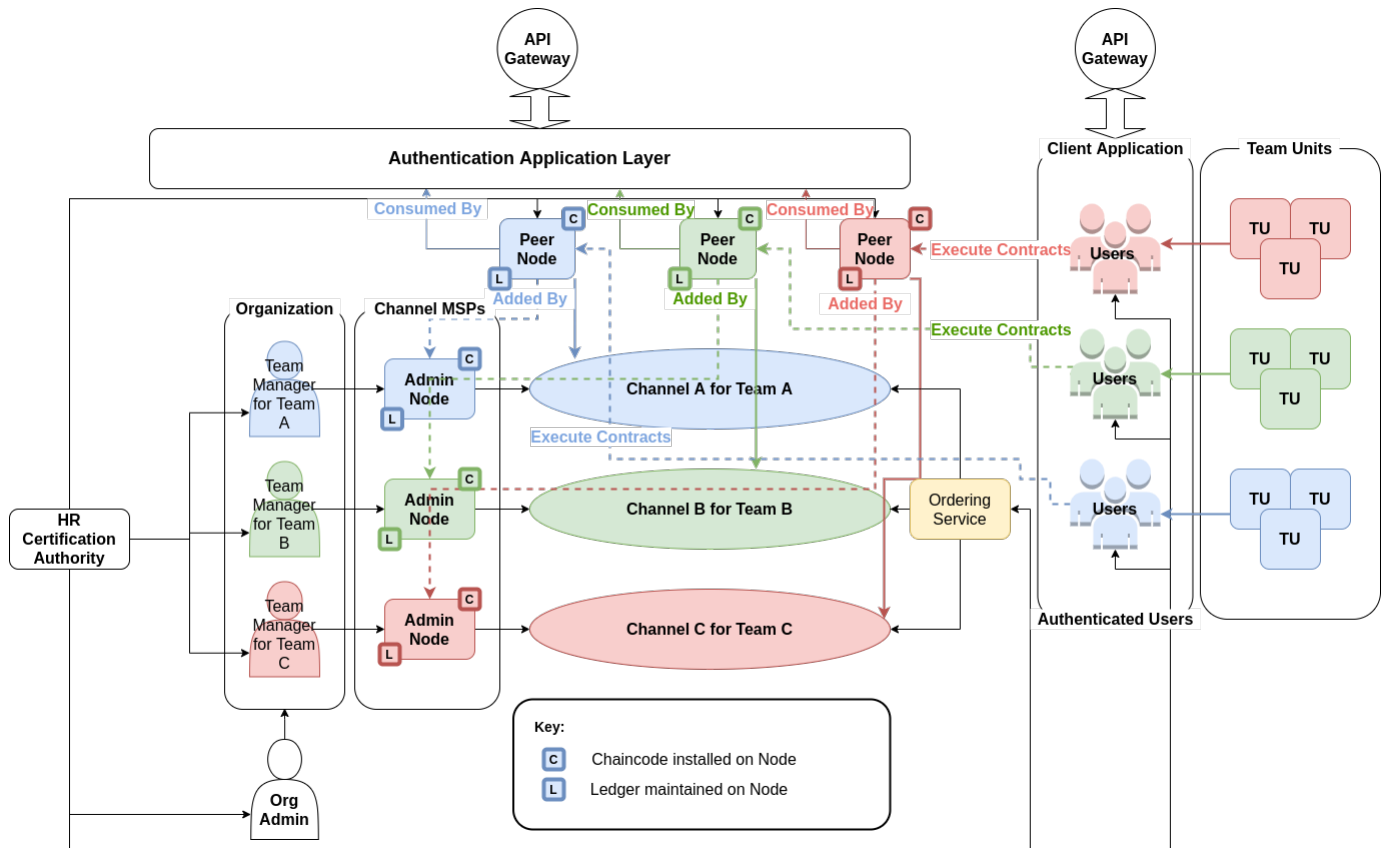 API
Gateway
API
Gateway
Authentication Application Layer
Client Application
Team Units
Consumed By
Consumed By
Consumed By
C
C
C
Peer
Node
Peer
Node
Peer
Node
L
L
L
Execute Contracts
Users
TU
TU
TU
Added By
Added By
Added By
Organization
Channel MSPs
Execute Contracts
Team
Manager
for Team
A
Admin
Node
C
L
Channel A for Team A
Users
TU
TU
TU
Execute Contracts
Team
Manager
for Team
B
Admin
Node
C
L
Channel B for Team B
Ordering
Service
Users
TU
TU
TU
HR
Certification
Authority
Team
Manager
for Team
C
Admin
Node
C
L
Channel C for Team C
Authenticated Users
Key:
C
Chaincode installed on Node
L
Ledger maintained on Node
Org
Admin